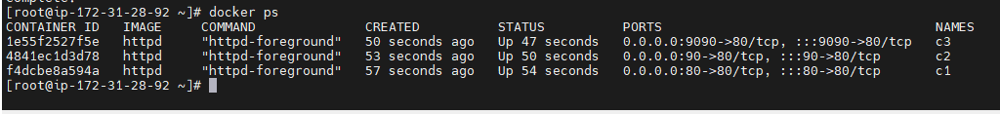 [root@ip-172-31-28-92 ~]# docker ps
CONTAINER ID   IMAGE     COMMAND              CREATED          STATUS          PORTS                                   NAMES
1e55f2527f5e   httpd     "httpd-foreground"   50 seconds ago   Up 47 seconds   0.0.0.0:9090->80/tcp, :::9090->80/tcp   c3
4841ec1d3d78   httpd     "httpd-foreground"   53 seconds ago   Up 50 seconds   0.0.0.0:90->80/tcp, :::90->80/tcp       c2
f4dcbe8a594a   httpd     "httpd-foreground"   57 seconds ago   Up 54 seconds   0.0.0.0:80->80/tcp, :::80->80/tcp       c1
[root@ip-172-31-28-92 ~]#